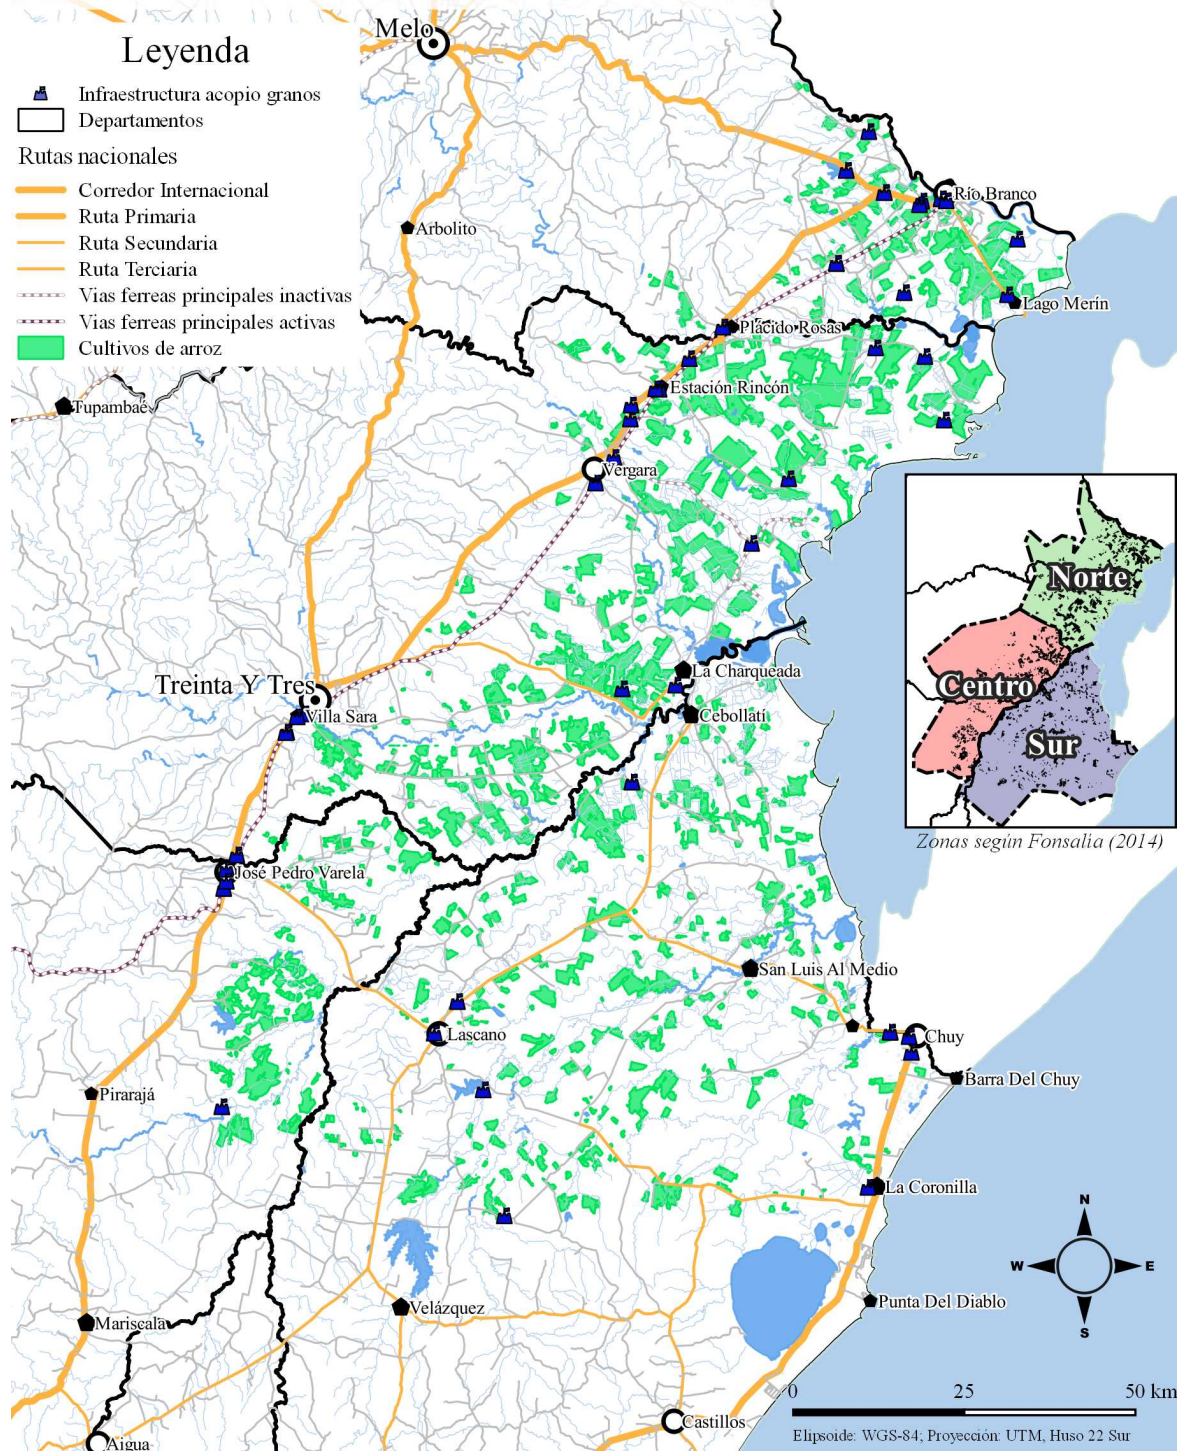 Melo
Leyenda
Infraestructura acopio granos
Departamentos
Rutas nacionales
Corredor Internacional
Ruta Primaria
Ruta Secundaria
Ruta Terciaria
Vias ferreas principales inactivas
Vias ferreas principales activas
Cultivos de arroz
Río Branco
Arbolito
Lago Merín
Plácido Rosas
Estación Rincón
Tupambaé
Vergara
Norte
Centro
Sur
Zonas según Fonsalía (2014)
La Charqueada
Treinta Y Tres
Villa Sara
Cebollatí
José Pedro Varela
San Luis Al Medio
Lascano
Chuy
Barra Del Chuy
Pirarajá
La Coronilla
N
W
E
S
Punta Del Diablo
Velázquez
Mariscala
0
25
50 km
Castillos
Elipsoide: WGS-84; Proyección: UTM, Huso 22 Sur
Aigua